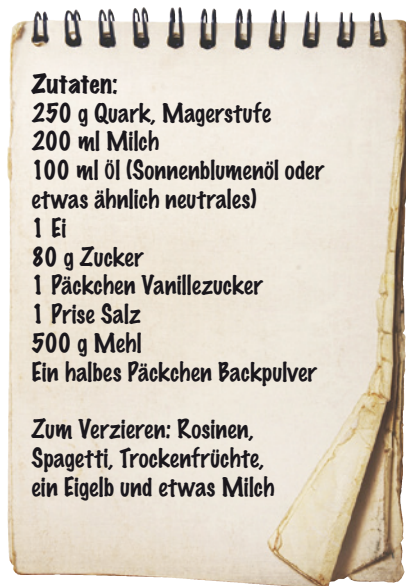 Zutaten:
250 g Quark, Magerstufe
200 ml Milch
100 ml Öl (Sonnenblumenöl oder
etwas ähnlich neutrales)
1 Ei
80 g Zucker
1 Päckchen Vanillezucker
1 Prise Salz
500 g Mehl
Ein halbes Päckchen Backpulver
Zum Verzieren: Rosinen,
Spagetti, Trockenfrüchte,
ein Eigelb und etwas Milch